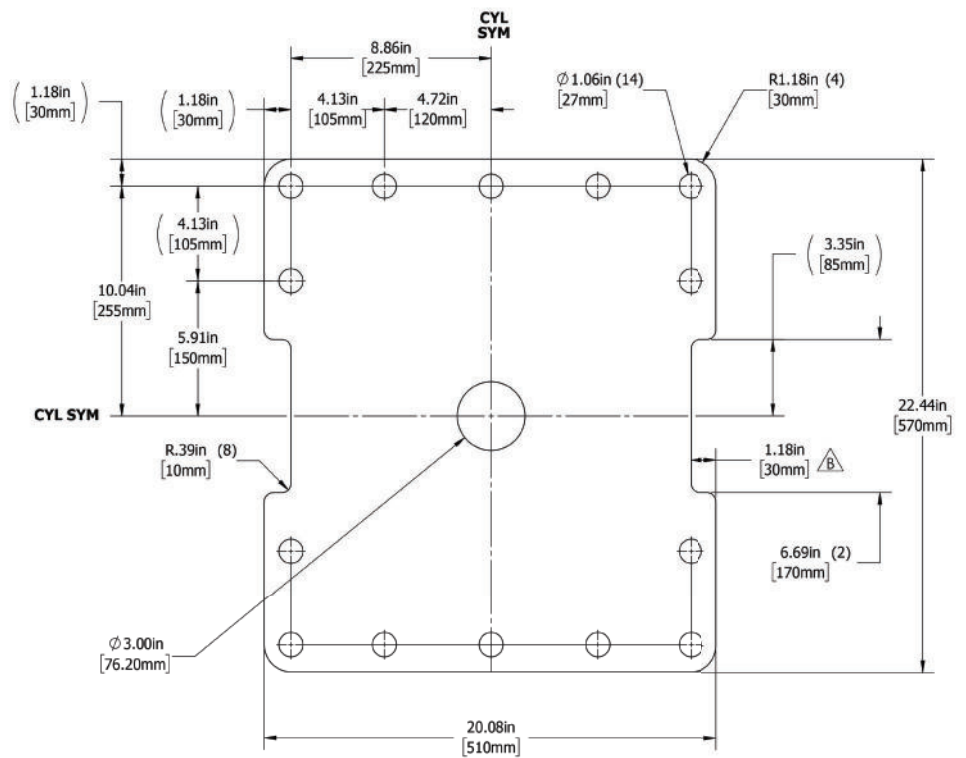 CYL
SYM
8.86in
[225mm]
(1.18in
[30mm])
(1.18in
[30mm])
4.13in
[105mm]
4.72in
[120mm]
Ø1.06in (14)
[27mm]
R1.18in (4)
[30mm]
(4.13in
[105mm])
(3.35in
[85mm])
10.04in
[255mm]
5.91in
[150mm]
CYL SYM
22.44in
[570mm]
R.39in (8)
[10mm]
1.18in
[30mm] B
6.69in (2)
[170mm]
Ø3.00in
[76.20mm]
20.08in
[510mm]